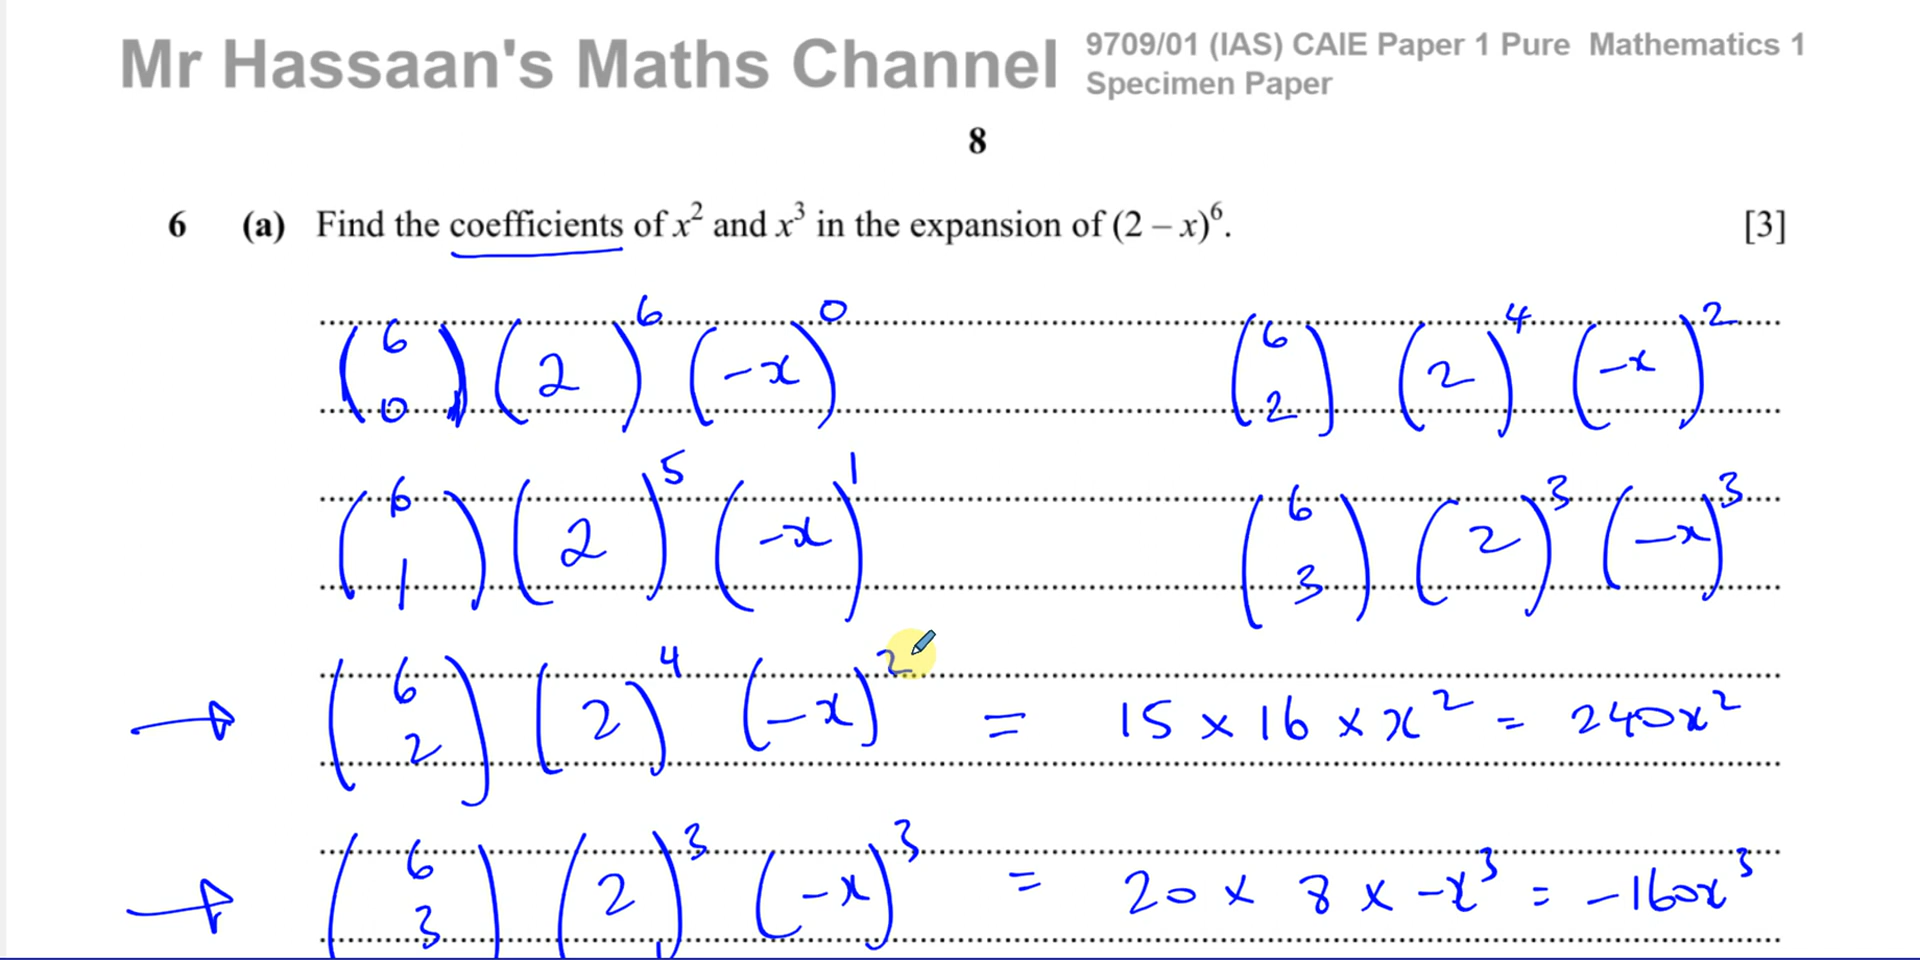 Mr Hassaan's Maths Channel 9709/01 (IAS) CAIE Paper 1 Pure Mathematics 1
Specimen Paper
8
6 (a) Find the coefficients of x² and x³ in the expansion of (2 – x)⁶. [3]
(6 0) (2)⁶ (-x)⁰ (6 2) (2)⁴ (-x)²
(6 1) (2)⁵ (-x)¹ (6 3) (2)³ (-x)³
→ (6 2) (2)⁴ (-x)² = 15 × 16 × x² = 240x²
→ (6 3) (2)³ (-x)³ = 20 × 8 × -x³ = -160x³